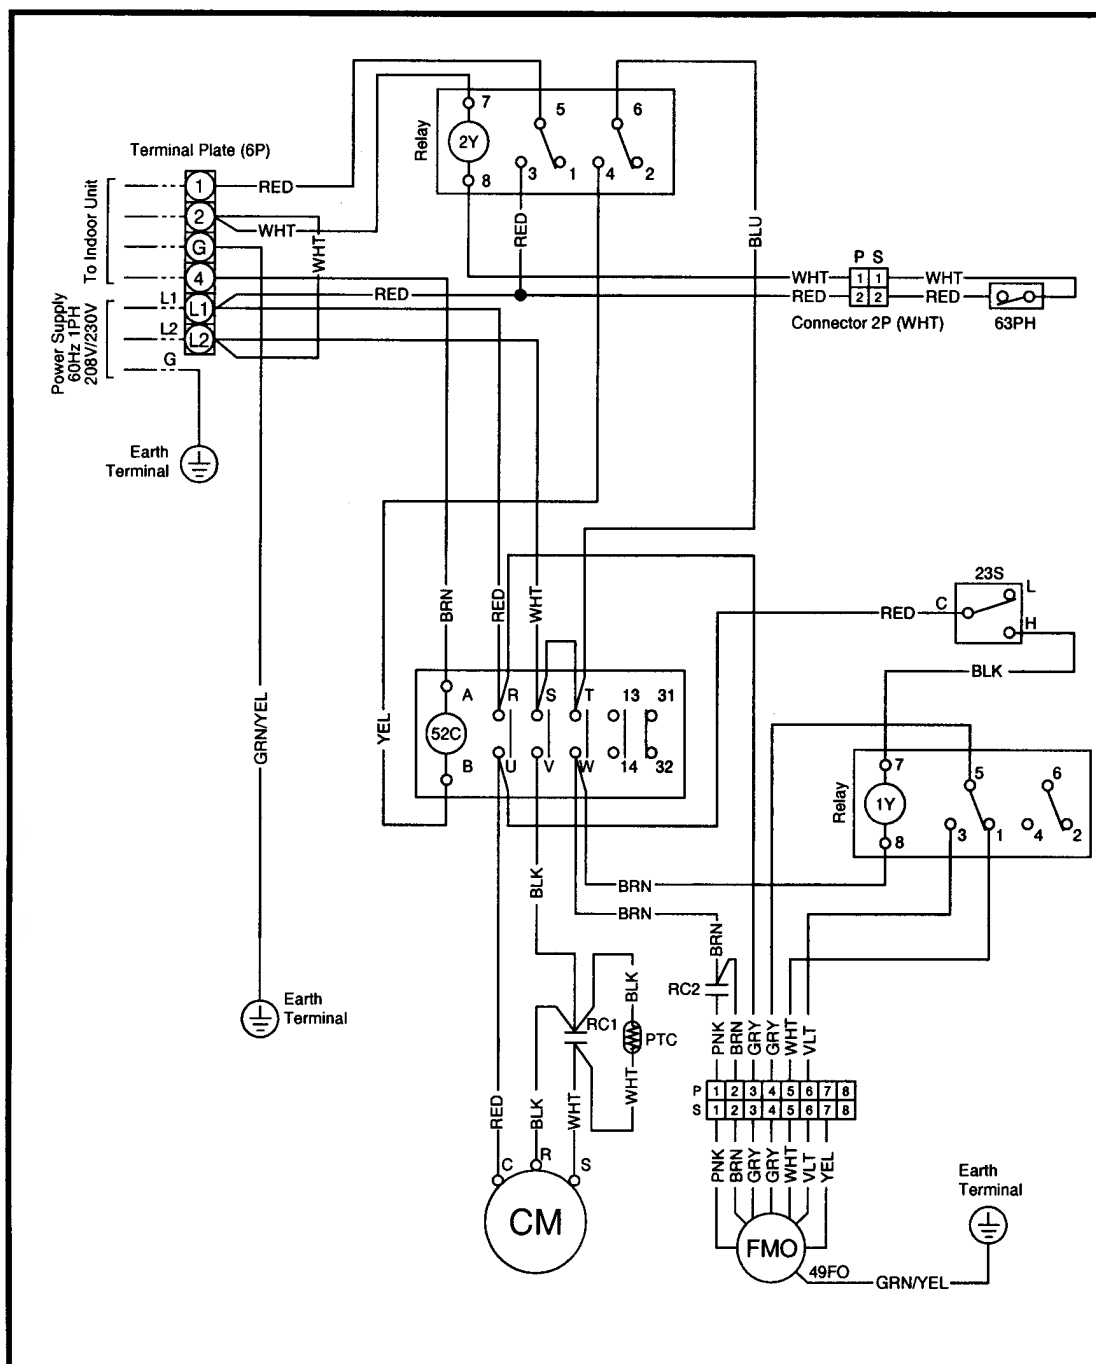 Relay
7
5
6
2Y
8
3
1
4
2
Terminal Plate (6P)
To Indoor Unit
1
RED
2
WHT
WHT
G
4
L1
L1
RED
L2
L2
G
Power Supply
60Hz 1PH
208V/230V
RED
BLU
P S
WHT
1 1
WHT
RED
2 2
RED
Connector 2P (WHT)
63PH
Earth
Terminal
BRN
RED
WHT
23S
RED
C
L
H
BLK
GRN/YEL
YEL
A
R
S
T
13
31
52C
B
U
V
W
14
32
Relay
7
5
6
1Y
8
3
1
4
2
BLK
BRN
BRN
BRN
RC2
Earth
Terminal
RC1
BLK
PTC
WHT
RED
BLK
WHT
PNK
BRN
GRY
GRY
WHT
VLT
P 1 2 3 4 5 6 7 8
S 1 2 3 4 5 6 7 8
PNK
BRN
GRY
GRY
WHT
VLT
YEL
C
R
S
CM
FMO
49FO
GRN/YEL
Earth
Terminal